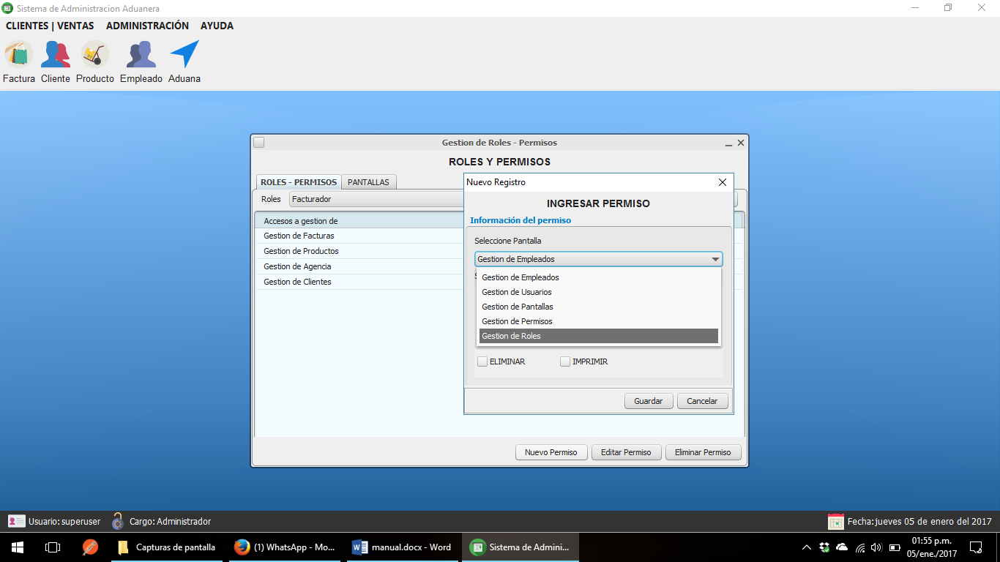 Sistema de Administracion Aduanera
CLIENTES | VENTAS ADMINISTRACIÓN AYUDA
Factura Cliente Producto Empleado Aduana
Gestion de Roles - Permisos
ROLES Y PERMISOS
ROLES - PERMISOS PANTALLAS
Roles Facturador
Accesos a gestion de
Gestion de Facturas
Gestion de Productos
Gestion de Agencia
Gestion de Clientes
Nuevo Registro
INGRESAR PERMISO
Información del permiso
Seleccione Pantalla
Gestion de Empleados
Gestion de Empleados
Gestion de Usuarios
Gestion de Pantallas
Gestion de Permisos
Gestion de Roles
ELIMINAR IMPRIMIR
Guardar Cancelar
Nuevo Permiso Editar Permiso Eliminar Permiso
Usuario: superuser Cargo: Administrador Fecha: jueves 05 de enero del 2017
Capturas de pantalla (1) WhatsApp - Mo... manual.docx - Word Sistema de Admini... 01:55 p.m.
05/ene./2017